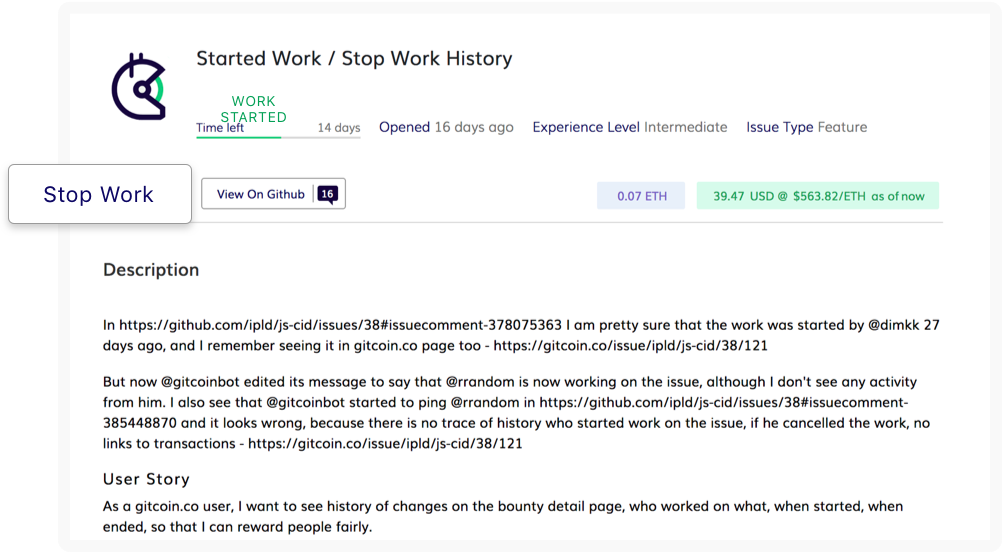 Started Work / Stop Work History
WORK
STARTED
Time left 14 days Opened 16 days ago Experience Level Intermediate Issue Type Feature
Stop Work View On Github 16 0.07 ETH 39.47 USD @ $563.82/ETH as of now
Description
In https://github.com/ipld/js-cid/issues/38#issuecomment-378075363 I am pretty sure that the work was started by @dimkk 27
days ago, and I remember seeing it in gitcoin.co page too - https://gitcoin.co/issue/ipld/js-cid/38/121
But now @gitcoinbot edited its message to say that @rrandom is now working on the issue, although I don't see any activity
from him. I also see that @gitcoinbot started to ping @rrandom in https://github.com/ipld/js-cid/issues/38#issuecomment-
385448870 and it looks wrong, because there is no trace of history who started work on the issue, if he cancelled the work, no
links to transactions - https://gitcoin.co/issue/ipld/js-cid/38/121
User Story
As a gitcoin.co user, I want to see history of changes on the bounty detail page, who worked on what, when started, when
ended, so that I can reward people fairly.